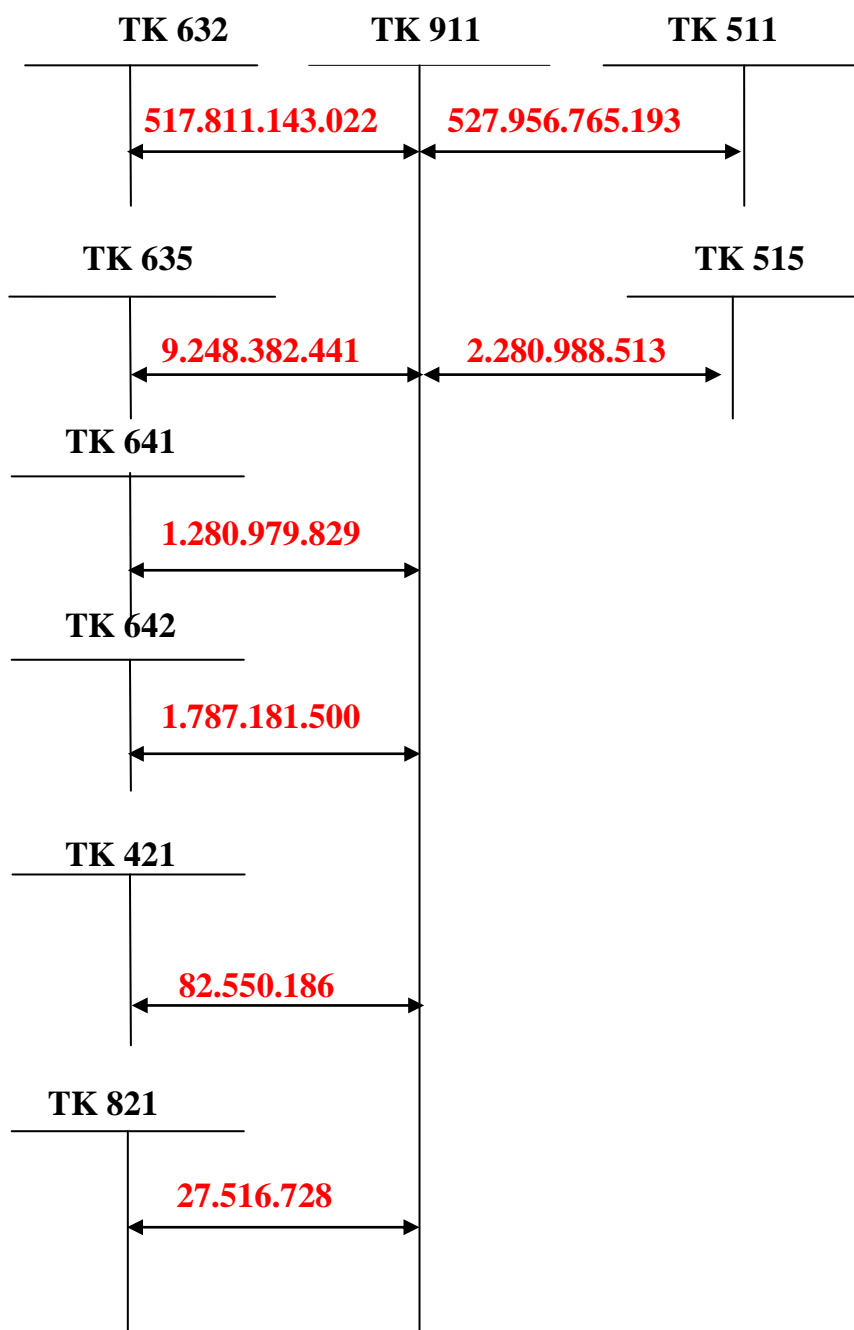 TK 632 TK 911 TK 511
517.811.143.022 527.956.765.193
TK 635 TK 515
9.248.382.441 2.280.988.513
TK 641
1.280.979.829
TK 642
1.787.181.500
TK 421
82.550.186
TK 821
27.516.728